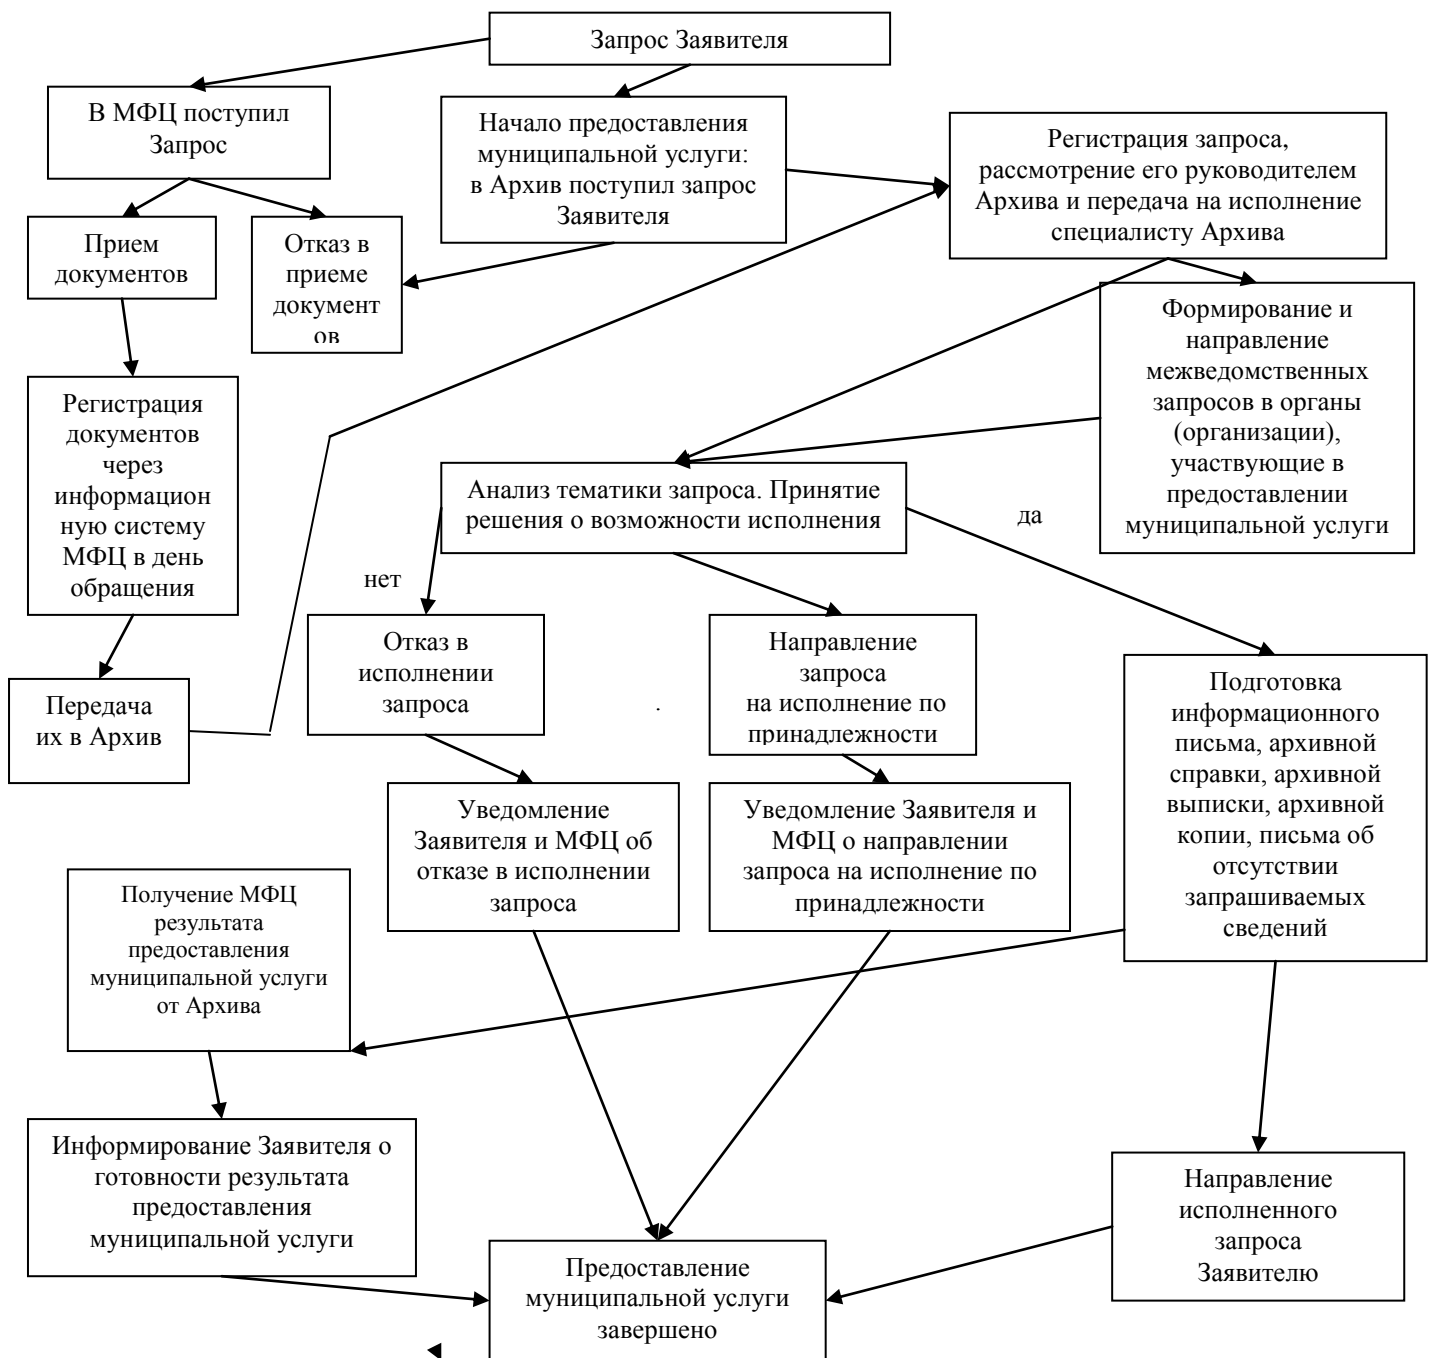 Запрос Заявителя
В МФЦ поступил
Запрос
Начало предоставления
муниципальной услуги:
в Архив поступил запрос
Заявителя
Регистрация запроса,
рассмотрение его руководителем
Архива и передача на исполнение
специалисту Архива
Прием
документов
Отказ в
приеме
документ
ов
Формирование и
направление
межведомственных
запросов в органы
(организации),
участвующие в
предоставлении
муниципальной услуги
Регистрация
документов
через
информацион
ную систему
МФЦ в день
обращения
Анализ тематики запроса. Принятие
решения о возможности исполнения
да
нет
Отказ в
исполнении
запроса
.
Направление
запроса
на исполнение по
принадлежности
Передача
их в Архив
Подготовка
информационного
письма, архивной
справки, архивной
выписки, архивной
копии, письма об
отсутствии
запрашиваемых
сведений
Уведомление
Заявителя и МФЦ об
отказе в исполнении
запроса
Уведомление Заявителя и
МФЦ о направлении
запроса на исполнение по
принадлежности
Получение МФЦ
результата
предоставления
муниципальной услуги
от Архива
Информирование Заявителя о
готовности результата
предоставления
муниципальной услуги
Направление
исполненного
запроса
Заявителю
Предоставление
муниципальной услуги
завершено